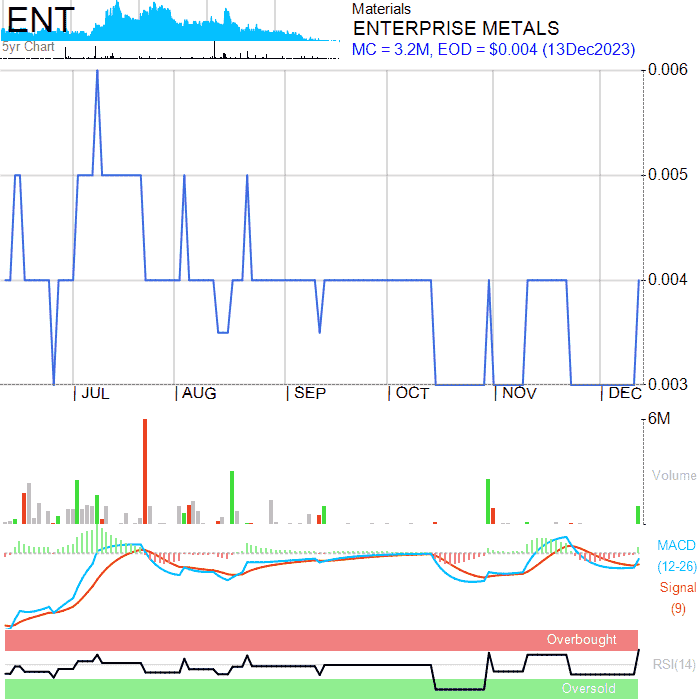 ENT
5yr Chart
Materials
ENTERPRISE METALS
MC = 3.2M, EOD = $0.004 (13Dec2023)
0.006
0.005
0.004
0.003
JUL AUG SEP OCT NOV DEC
6M
Volume
MACD
(12-26)
Signal
(9)
Overbought
RSI(14)
Oversold